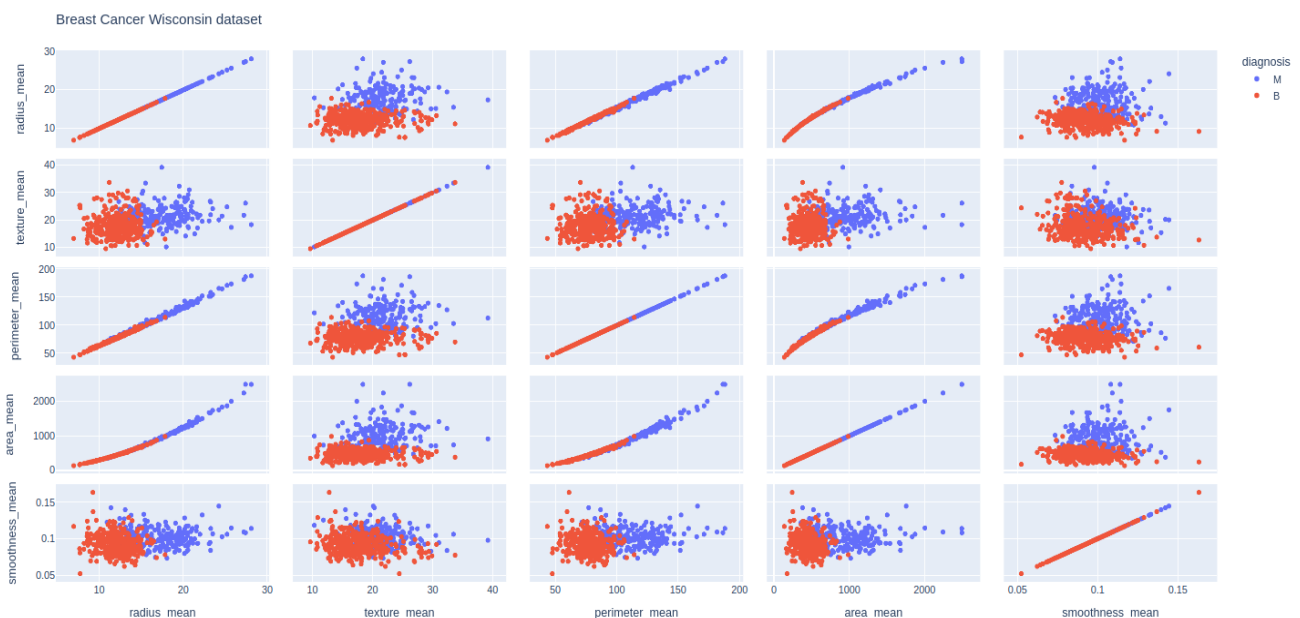 Breast Cancer Wisconsin dataset
diagnosis
M
B
radius_mean
30
20
10
texture_mean
40
30
20
10
perimeter_mean
200
150
100
50
area_mean
2000
1000
0
smoothness_mean
0.15
0.1
0.05
10 20 30
10 20 30 40
50 100 150 200
0 1000 2000
0.05 0.1 0.15
radius_mean texture_mean perimeter_mean area_mean smoothness_mean